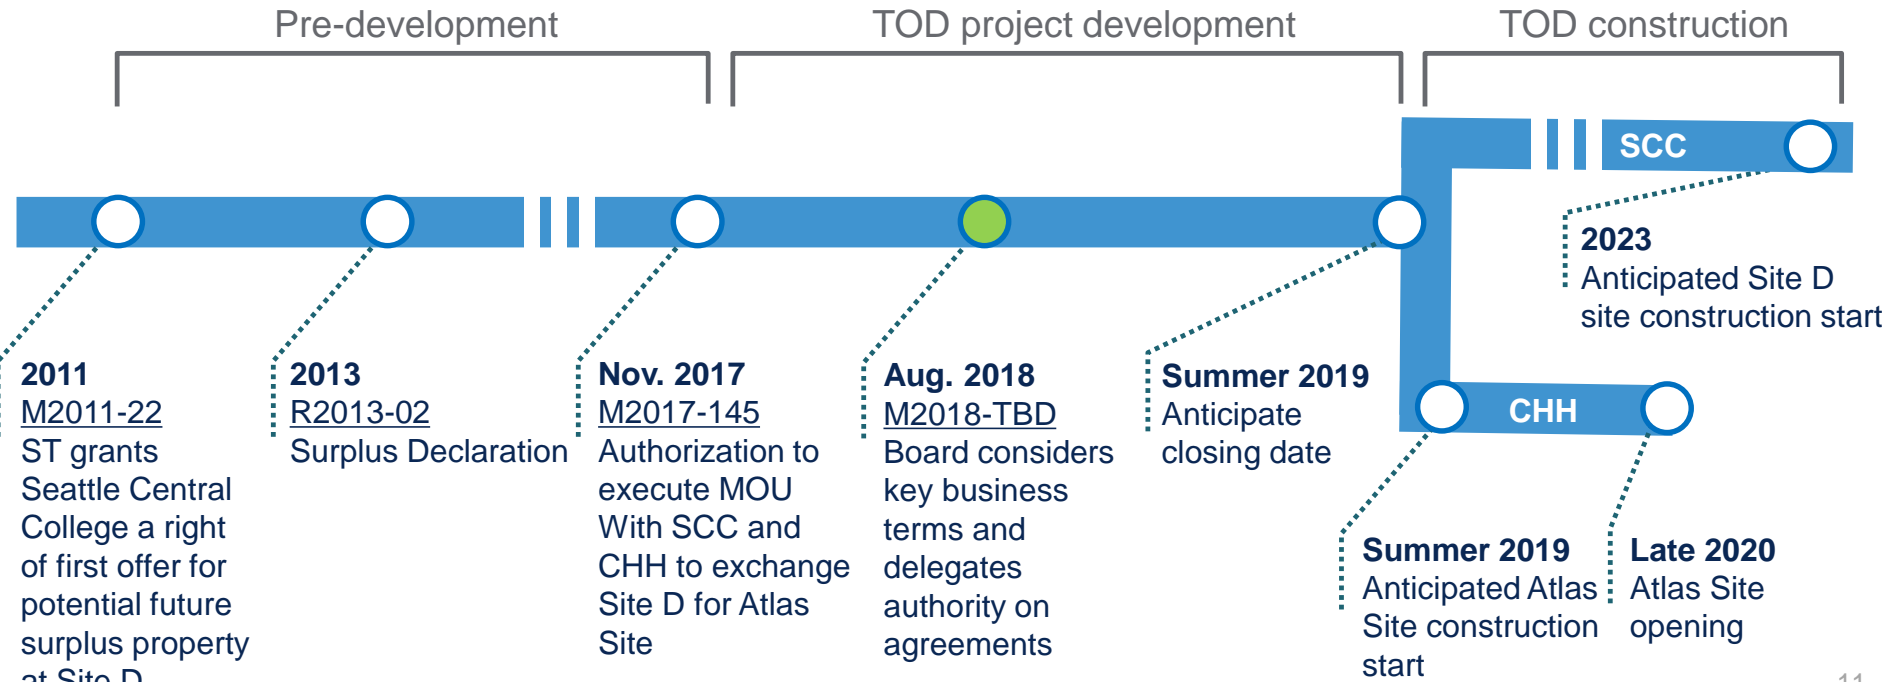 Pre-development
TOD project development
TOD construction
SCC
2023
Anticipated Site D
site construction start
2011
M2011-22
ST grants
Seattle Central
College a right
of first offer for
potential future
surplus property
at Site D
2013
R2013-02
Surplus Declaration
Nov. 2017
M2017-145
Authorization to
execute MOU
With SCC and
CHH to exchange
Site D for Atlas
Site
Aug. 2018
M2018-TBD
Board considers
key business
terms and
delegates
authority on
agreements
Summer 2019
Anticipate
closing date
CHH
Summer 2019
Anticipated Atlas
Site construction
start
Late 2020
Atlas Site
opening
11